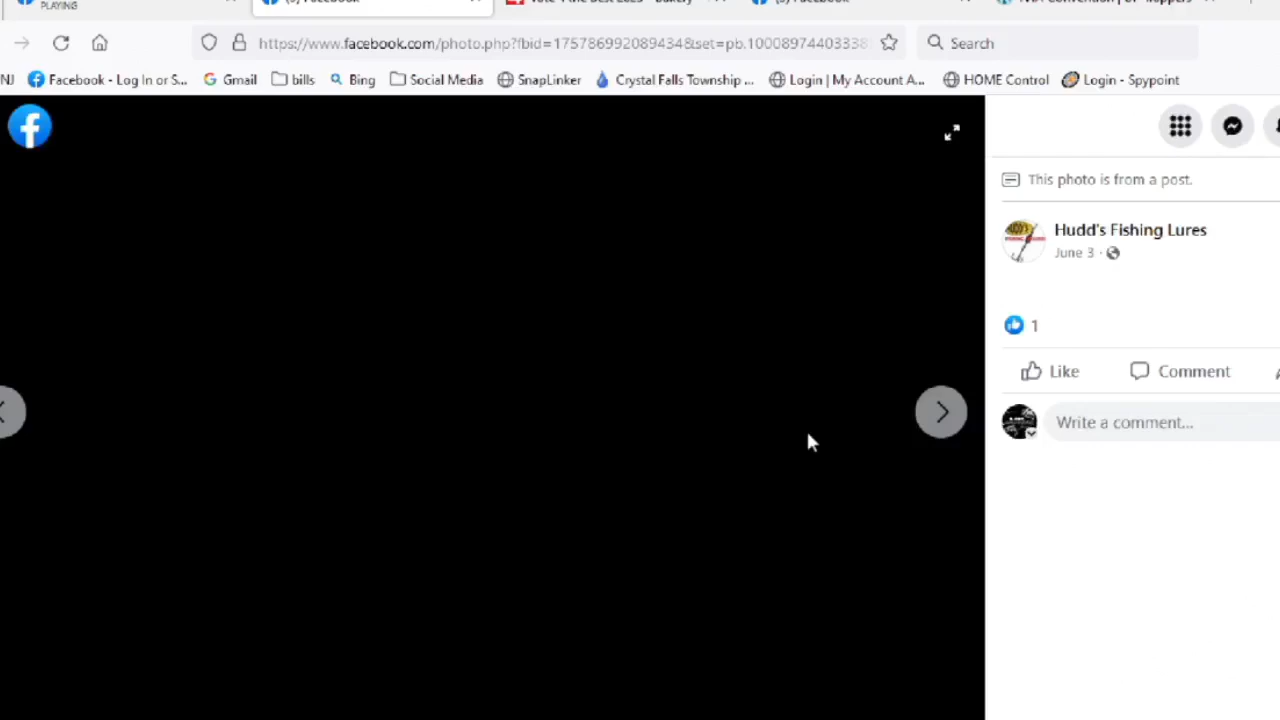 PLAYING
https://www.facebook.com/photo.php?fbid=175786992089434&set=pb.100089744033338
Search
NJ
Facebook - Log In or S...
Gmail
bills
Bing
Social Media
SnapLinker
Crystal Falls Township ...
Login | My Account A...
HOME Control
Login - Spypoint
This photo is from a post.
Hudd's Fishing Lures
June 3 ·
1
Like
Comment
Write a comment...